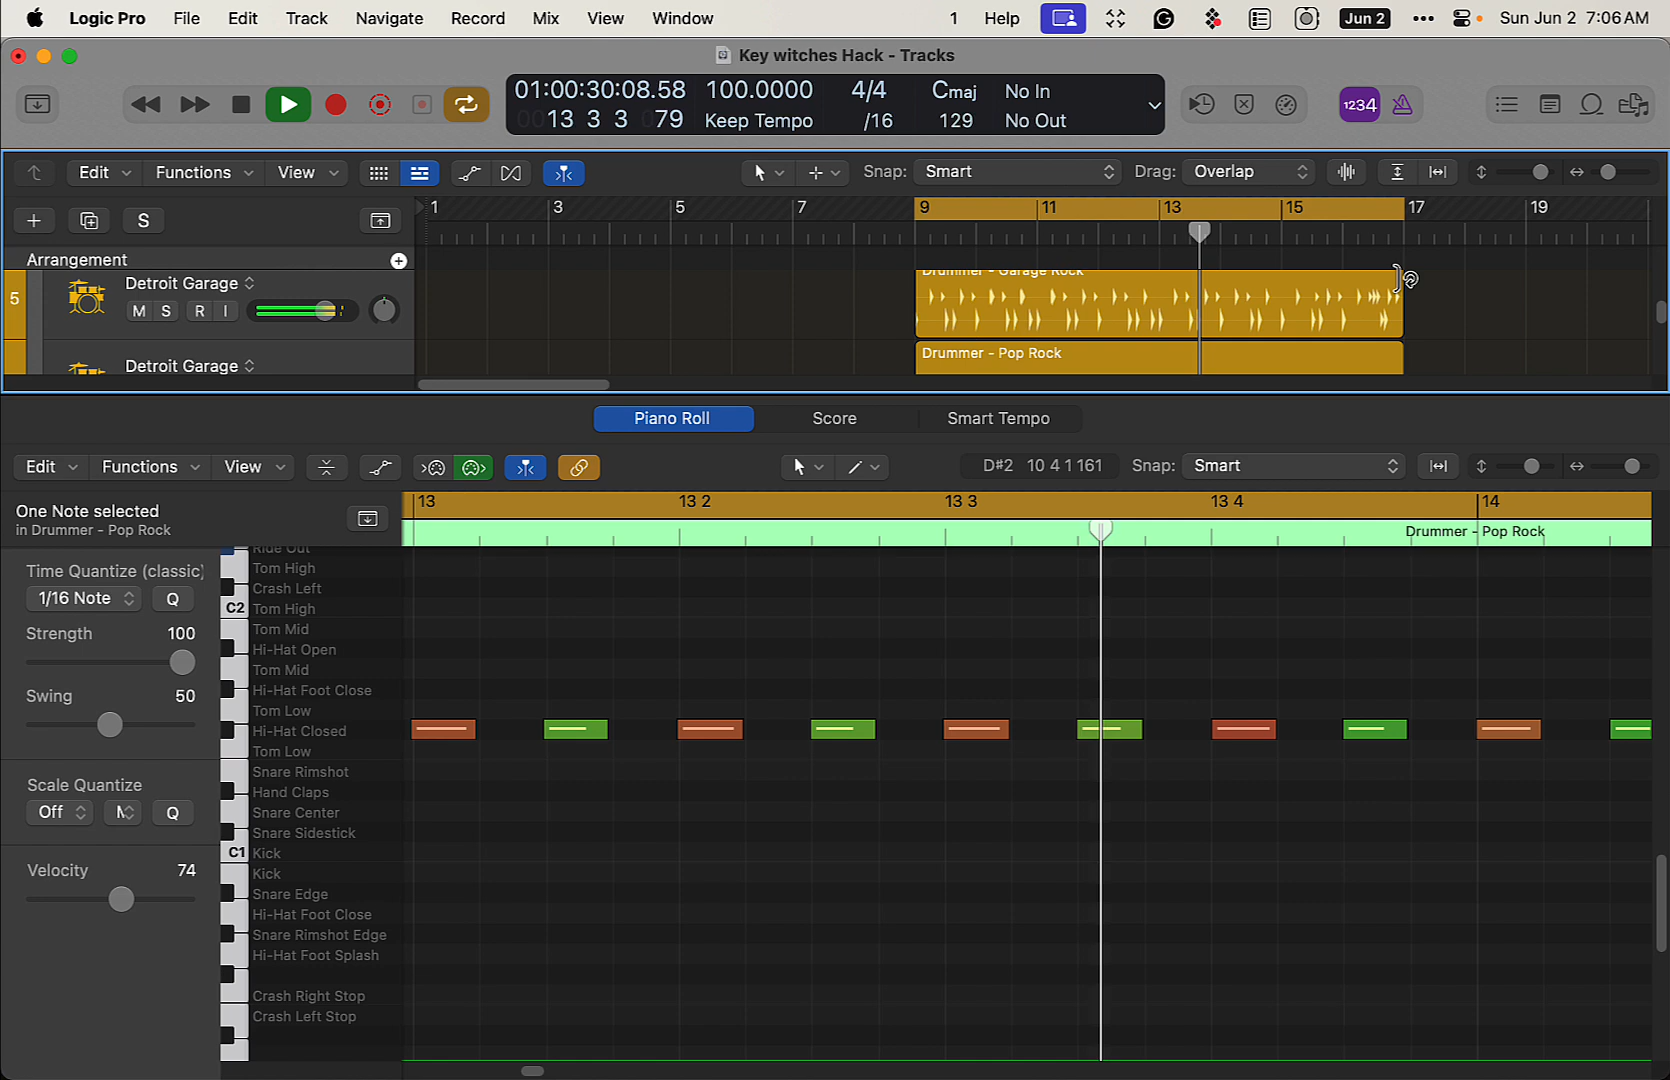 Logic Pro File Edit Track Navigate Record Mix View Window 1 Help Jun 2 Sun Jun 2 7:06 AM
Key witches Hack - Tracks
01:00:30:08.58 100.0000 4/4 Cmaj No In
13 3 3 079 Keep Tempo /16 129 No Out
1234
Edit Functions View Snap: Smart Drag: Overlap
S
1 3 5 7 9 11 13 15 17 19
Arrangement
5
Detroit Garage
M S R I
Drummer - Garage Rock
Detroit Garage
Drummer - Pop Rock
Piano Roll Score Smart Tempo
Edit Functions View D#2 10 4 1 161 Snap: Smart
One Note selected
in Drummer - Pop Rock
13 13 2 13 3 13 4 14
Drummer - Pop Rock
Time Quantize (classic)
1/16 Note Q
Strength 100
Swing 50
Scale Quantize
Off Q
Velocity 74
Ride Out
Tom High
Crash Left
C2 Tom High
Tom Mid
Hi-Hat Open
Tom Mid
Hi-Hat Foot Close
Tom Low
Hi-Hat Closed
Tom Low
Snare Rimshot
Hand Claps
Snare Center
Snare Sidestick
C1 Kick
Kick
Snare Edge
Hi-Hat Foot Close
Snare Rimshot Edge
Hi-Hat Foot Splash
Crash Right Stop
Crash Left Stop